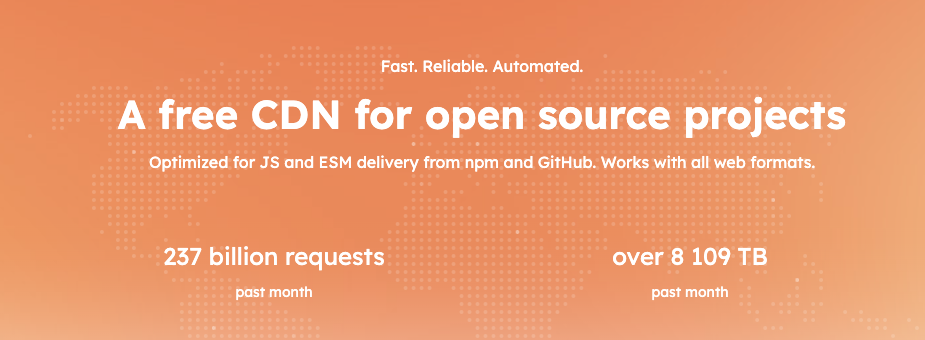 Fast. Reliable. Automated.
A free CDN for open source projects
Optimized for JS and ESM delivery from npm and GitHub. Works with all web formats.
237 billion requests
over 8 109 TB
past month
past month